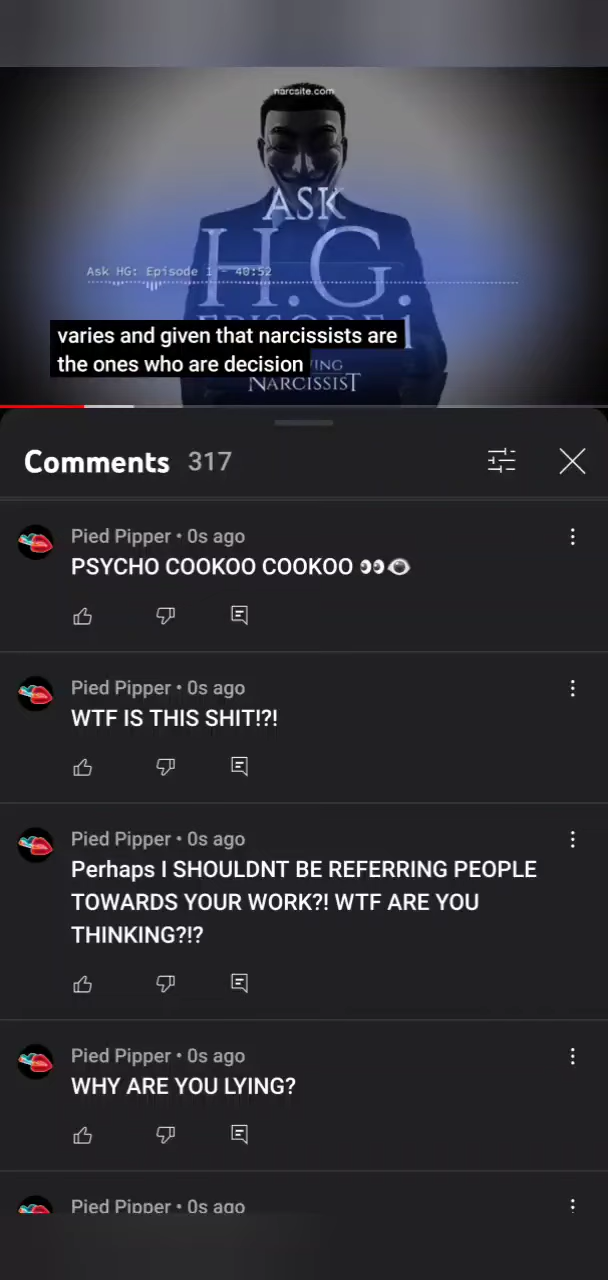 narcsite.com
ASK
H.G.
Ask HG: Episode 1 - 40:52
EPISODE 1
varies and given that narcissists are
the ones who are decision
NARCISSIST
Comments 317
Pied Pipper • 0s ago
PSYCHO COOKOO COOKOO 👀👁
Pied Pipper • 0s ago
WTF IS THIS SHIT!?!
Pied Pipper • 0s ago
Perhaps I SHOULDNT BE REFERRING PEOPLE
TOWARDS YOUR WORK?! WTF ARE YOU
THINKING?!?
Pied Pipper • 0s ago
WHY ARE YOU LYING?
Pied Pipper • 0s ago